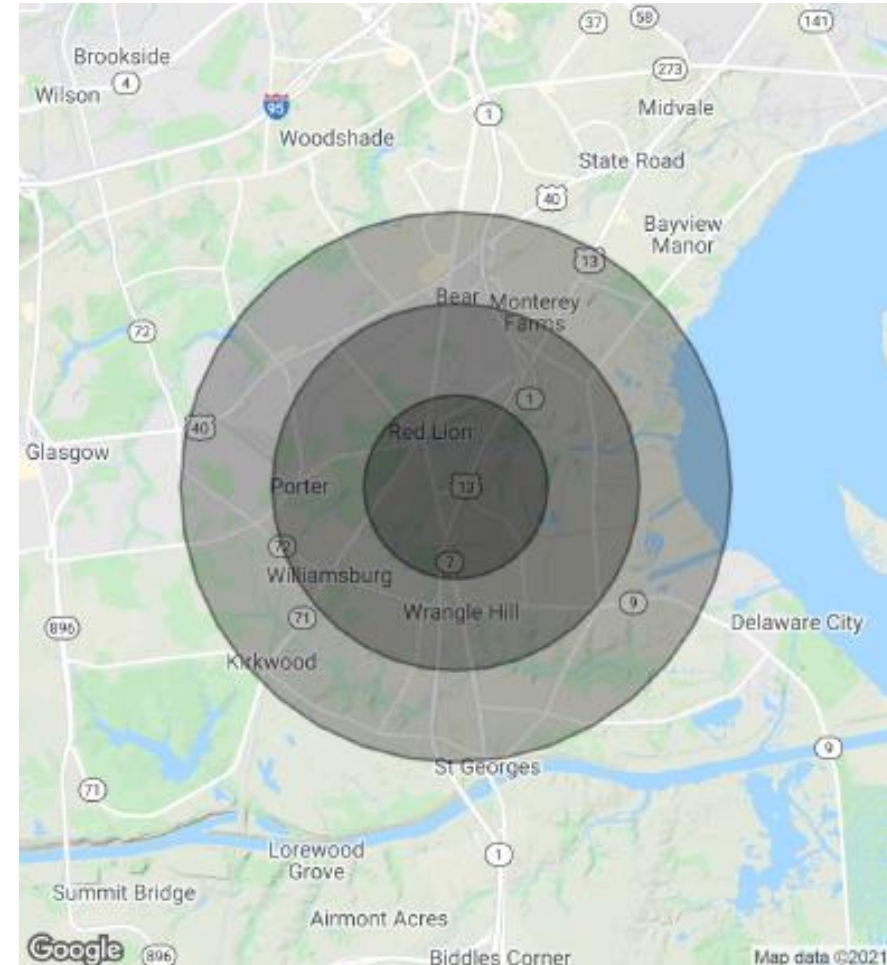 37
58
141
Brookside
4
273
Wilson
95
1
Midvale
Woodshade
State Road
40
Bayview
Manor
13
Bear
Monterey
Farms
72
1
40
Red Lion
Glasgow
Porter
13
72
7
Williamsburg
9
Wrangle Hill
71
896
Delaware City
Kirkwood
9
St Georges
71
Lorewood
Grove
1
Summit Bridge
Airmont Acres
Google
896
Biddles Corner
Map data ©2021